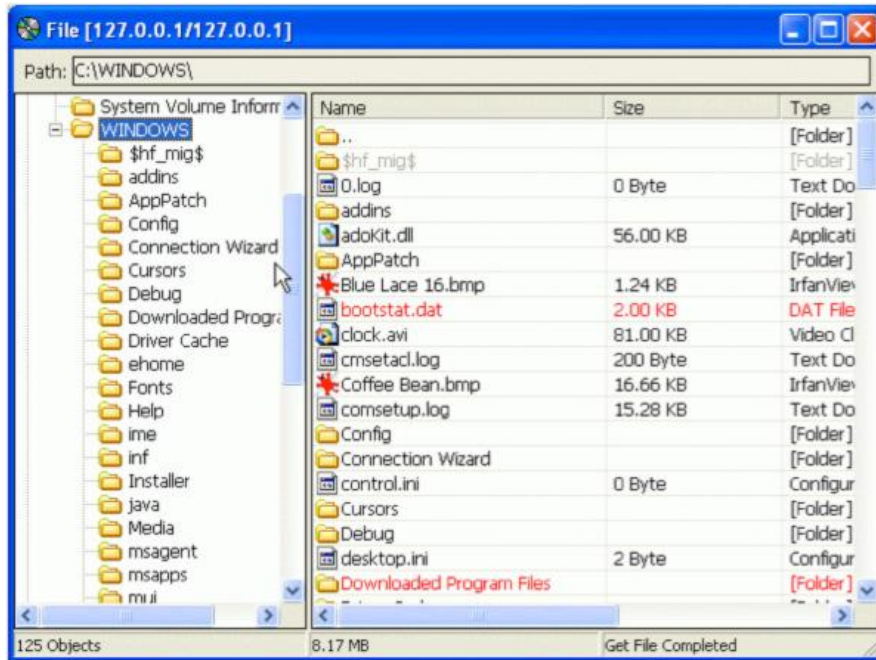 File [127.0.0.1/127.0.0.1]
Path: C:\WINDOWS\
System Volume Inform
WINDOWS
$hf_mig$
addins
AppPatch
Config
Connection Wizard
Cursors
Debug
Downloaded Progra
Driver Cache
ehome
Fonts
Help
ime
inf
Installer
java
Media
msagent
msapps
mui
Name Size Type
.. [Folder]
$hf_mig$ [Folder]
0.log 0 Byte Text Do
addins [Folder]
adoKit.dll 56.00 KB Applicati
AppPatch [Folder]
Blue Lace 16.bmp 1.24 KB IrfanView
bootstat.dat 2.00 KB DAT File
clock.avi 81.00 KB Video Cl
cmsetacl.log 200 Byte Text Do
Coffee Bean.bmp 16.66 KB IrfanView
comsetup.log 15.28 KB Text Do
Config [Folder]
Connection Wizard [Folder]
control.ini 0 Byte Configur
Cursors [Folder]
Debug [Folder]
desktop.ini 2 Byte Configur
Downloaded Program Files [Folder]
125 Objects 8.17 MB Get File Completed